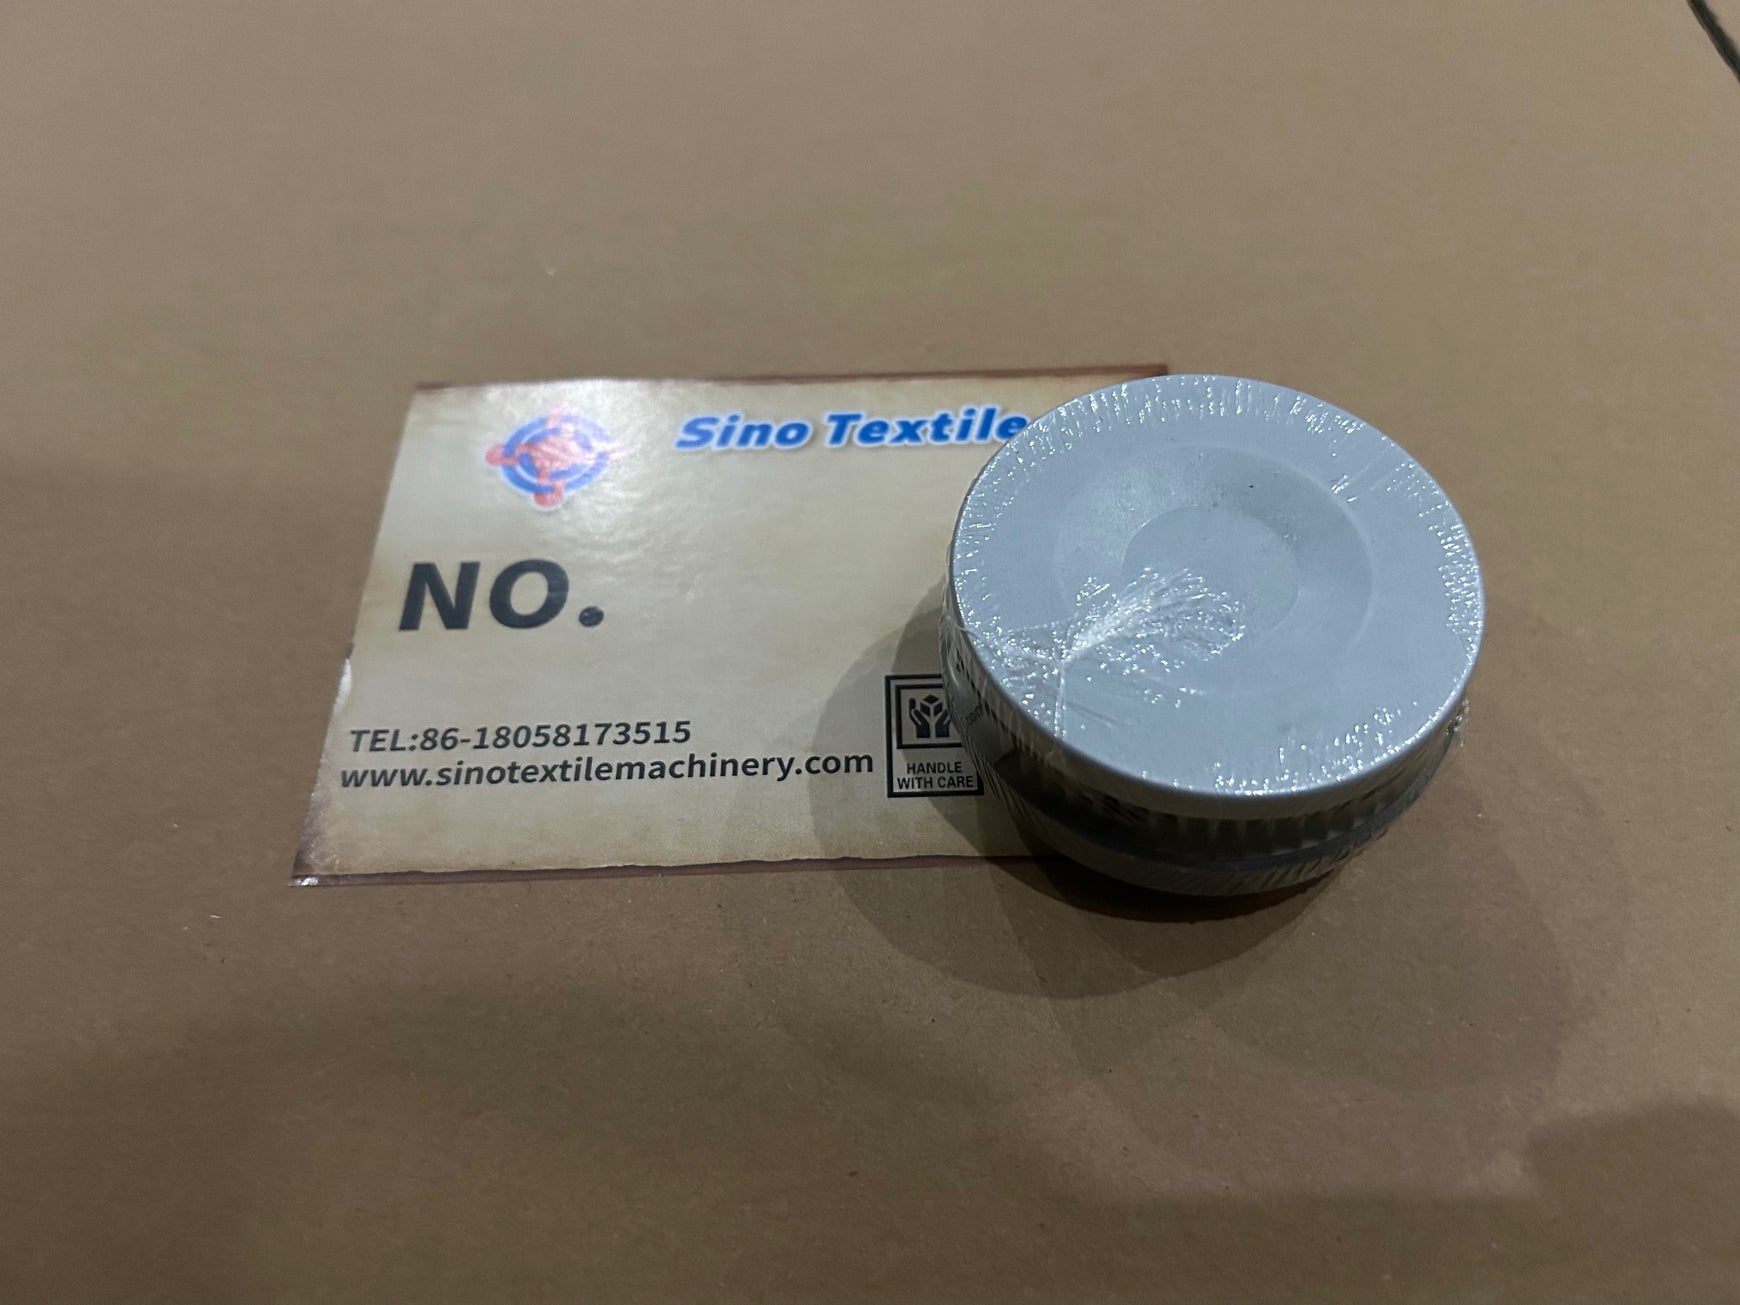 Sino Textile
NO.
TEL:86-18058173515
www.sinotextilemachinery.com
HANDLE
WITH CARE